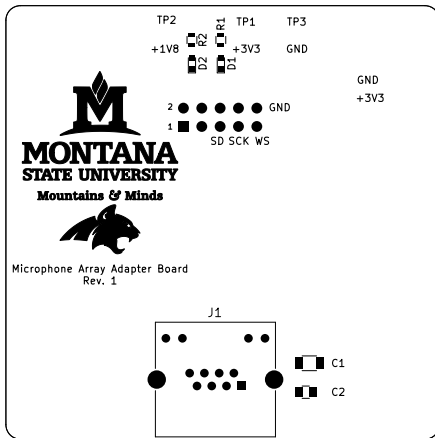 TP2 TP1 TP3
R2 R1
+1V8 +3V3 GND
D2 D1
GND
+3V3
2 GND
1
SD SCK WS
MONTANA
STATE UNIVERSITY
Mountains & Minds
Microphone Array Adapter Board
Rev. 1
J1
C1
C2